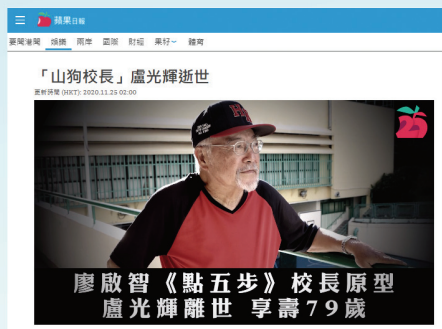 蘋果日報
要聞港聞 娛樂 兩岸 國際 財經 果籽 體育
「山狗校長」盧光輝逝世
更新時間 (HKT): 2020.11.25 02:00
25
廖啟智《點五步》校長原型
盧光輝離世 享壽79歲